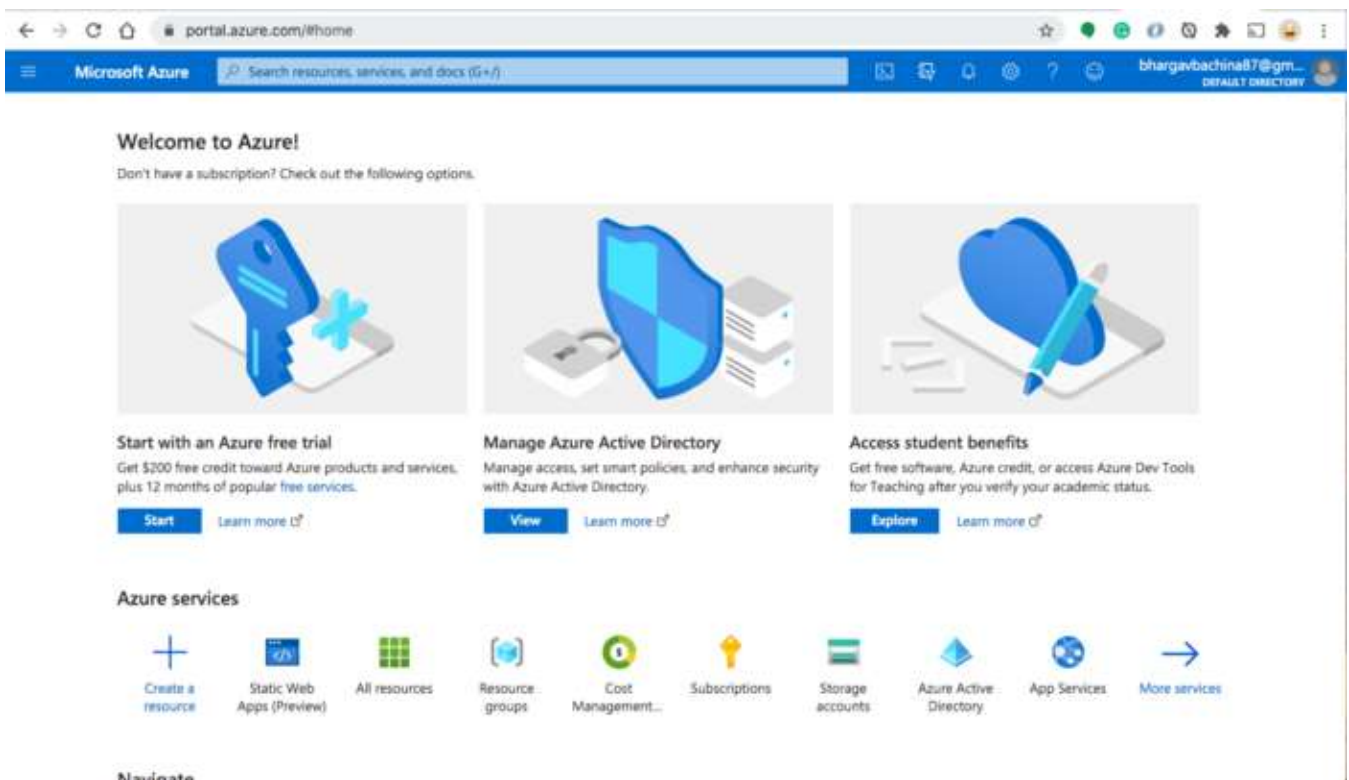 portal.azure.com/#home
Microsoft Azure
Search resources, services, and docs (G+/)
bhargavbachina87@gm...
DEFAULT DIRECTORY
Welcome to Azure!
Don't have a subscription? Check out the following options.
Start with an Azure free trial
Get $200 free credit toward Azure products and services,
plus 12 months of popular free services.
Start
Learn more
Manage Azure Active Directory
Manage access, set smart policies, and enhance security
with Azure Active Directory.
View
Learn more
Access student benefits
Get free software, Azure credit, or access Azure Dev Tools
for Teaching after you verify your academic status.
Explore
Learn more
Azure services
Create a
resource
Static Web
Apps (Preview)
All resources
Resource
groups
Cost
Management...
Subscriptions
Storage
accounts
Azure Active
Directory
App Services
More services
Navigate